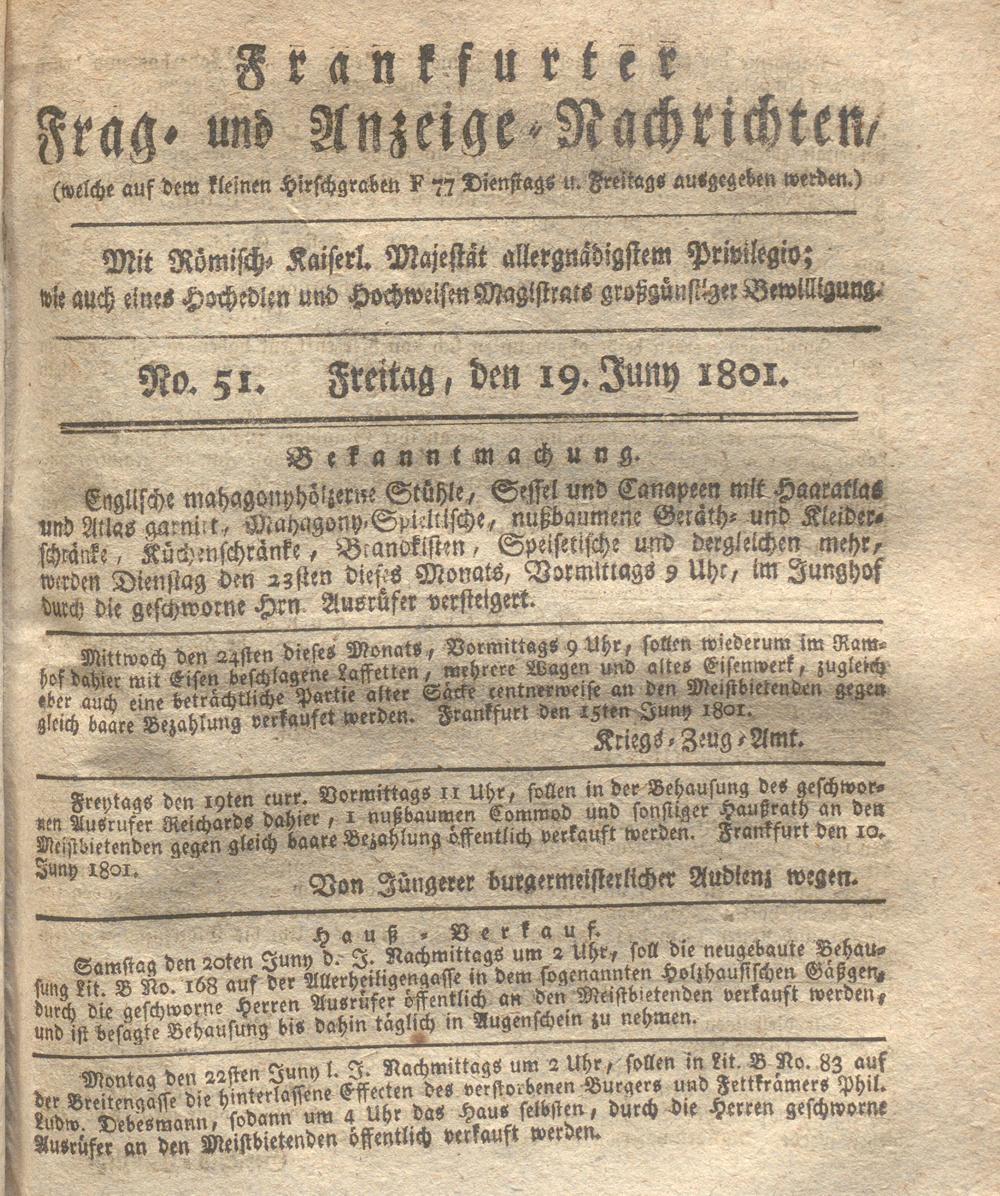 Frankfurter
Frag- und Anzeige-Nachrichten,
(welche auf dem kleinen Hirschgraben F 77 Dienstags u. Freitags ausgegeben werden.)
Mit Römisch-Kaiserl. Majestät allergnädigstem Privilegio;
wie auch eines Hochedlen und Hochweisen Magistrats großgünstiger Bewilligung.
No. 51. Freitag, den 19. Juny 1801.
Bekanntmachung.
Englische mahagonyhölzerne Stühle, Sessel und Canapeen mit Haaratlas
und Atlas garnirt, Mahagony-Spieltische, nußbaumene Geräth- und Kleider-
schränke, Küchenschränke, Brandkisten, Speisetische und dergleichen mehr,
werden Dienstag den 23sten dieses Monats, Vormittags 9 Uhr, im Junghof
durch die geschworne Hrn. Ausrüfer versteigert.
Mittwoch den 24sten dieses Monats, Vormittags 9 Uhr, sollen wiederum im Ram-
hof dahier mit Eisen beschlagene Laffetten, mehrere Wagen und altes Eisenwerk, zugleich
aber auch eine beträchtliche Partie alter Säcke centnerweise an den Meistbietenden gegen
gleich baare Bezahlung verkaufet werden. Frankfurt den 15ten Juny 1801.
Kriegs-Zeug-Amt.
Freytags den 19ten curr. Vormittags 11 Uhr, sollen in der Behausung des geschwor-
nen Ausrufer Reichards dahier, 1 nußbaumen Commod und sonstiger Haußrath an den
Meistbietenden gegen gleich baare Bezahlung öffentlich verkauft werden. Frankfurt den 10.
Juny 1801.
Von Jüngerer burgermeisterlicher Audienz wegen.
Hauß-Verkauf.
Samstag den 20ten Juny d. J. Nachmittags um 2 Uhr, soll die neugebaute Behau-
sung Lit. B No. 168 auf der Allerheiligengasse in dem sogenannten Holzhausischen Gäßgen,
durch die geschworne Herren Ausrüfer öffentlich an den Meistbietenden verkauft werden,
und ist besagte Behausung bis dahin täglich in Augenschein zu nehmen.
Montag den 22sten Juny l. J. Nachmittags um 2 Uhr, sollen in Lit. B No. 83 auf
der Breitengasse die hinterlassene Effecten des verstorbenen Burgers und Fettkrämers Phil.
Ludw. Debesmann, sodann um 4 Uhr das Haus selbsten, durch die Herren geschworne
Ausrüfer an den Meistbietenden öffentlich verkauft werden.